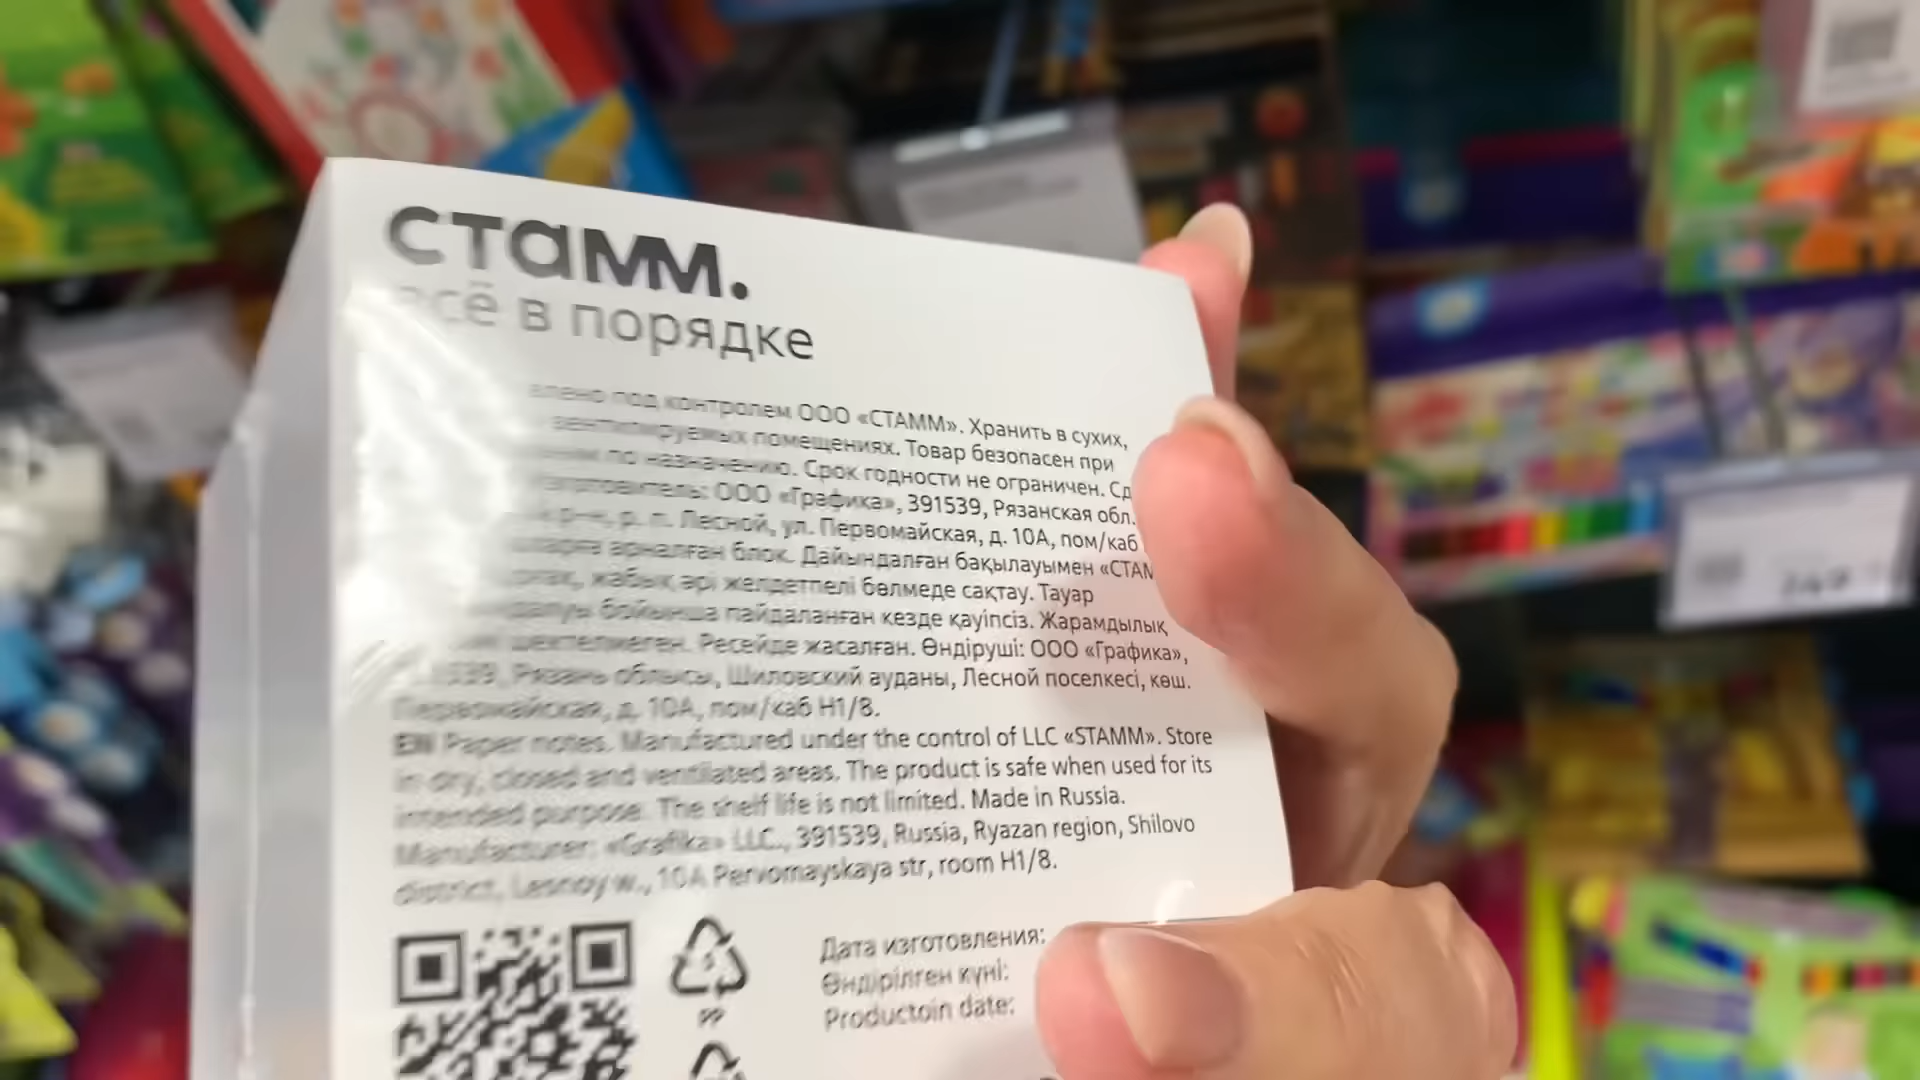 стамм.
всё в порядке
под контролем ООО «СТАММ». Хранить в сухих,
вентилируемых помещениях. Товар безопасен при
по назначению. Срок годности не ограничен.
ООО «Графика», 391539, Рязанская обл.
р. п. Лесной, ул. Первомайская, д. 10А, пом/каб
арналған блок. Дайындалған бақылауымен
жабық әрі желдетпелі бөлмеде сақтау. Тауар
бойынша пайдаланған кезде қауіпсіз. Жарамдылық
шектелмеген. Ресейде жасалған. Өндіруші: ООО «Графика»,
Рязань облысы, Шиловский ауданы, Лесной поселкесі, көш.
Первомайская, д. 10А, пом/каб Н1/8.
EN Paper notes. Manufactured under the control of LLC «STAMM». Store
in dry, closed and ventilated areas. The product is safe when used for its
intended purpose. The shelf life is not limited. Made in Russia.
Manufacturer: «Grafika» LLC., 391539, Russia, Ryazan region, Shilovo
district, Lesnoy w., 10A Pervomayskaya str, room H1/8.
Дата изготовления:
Өндірілген күні:
Productoin date:
PP